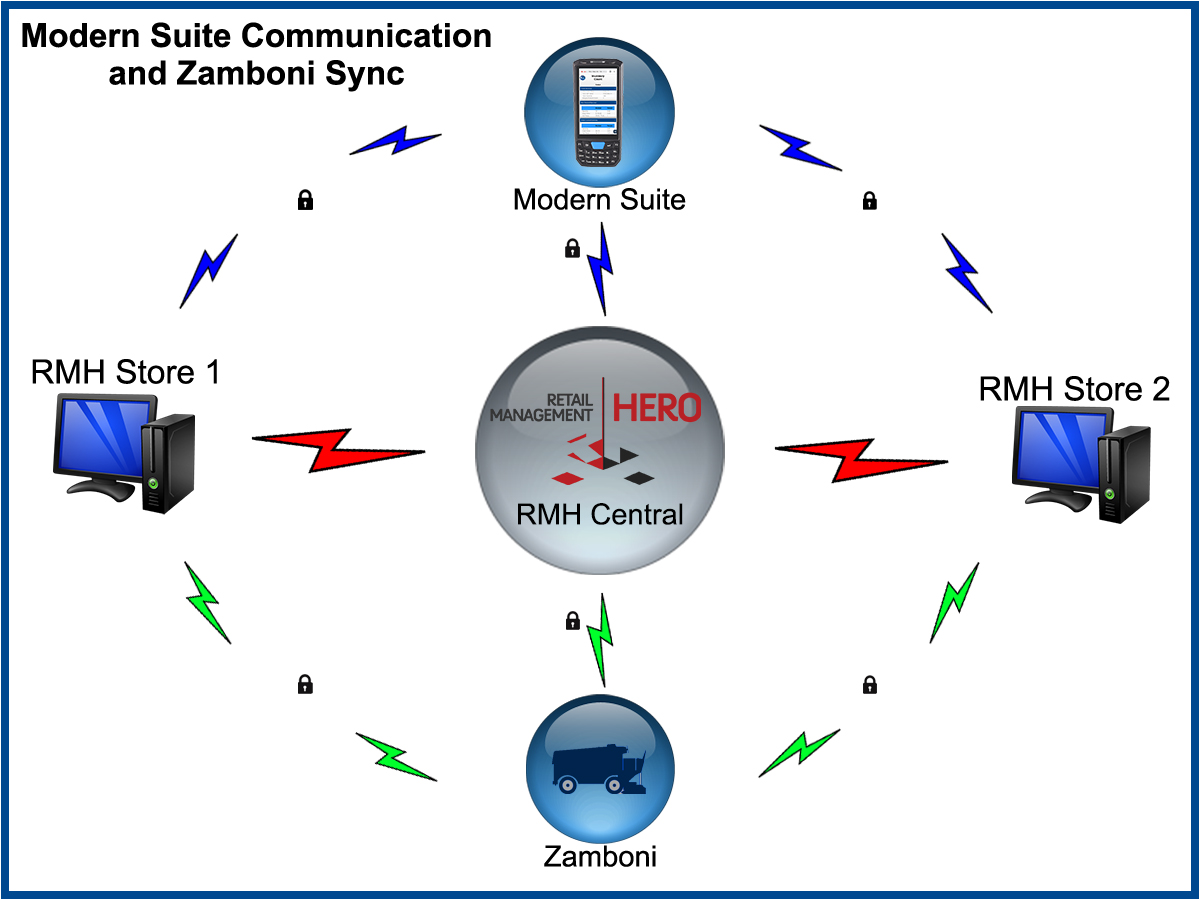 Modern Suite Communication
and Zamboni Sync
Modern Suite
RMH Store 1
RMH Store 2
RETAIL
MANAGEMENT
HERO
RMH Central
Zamboni